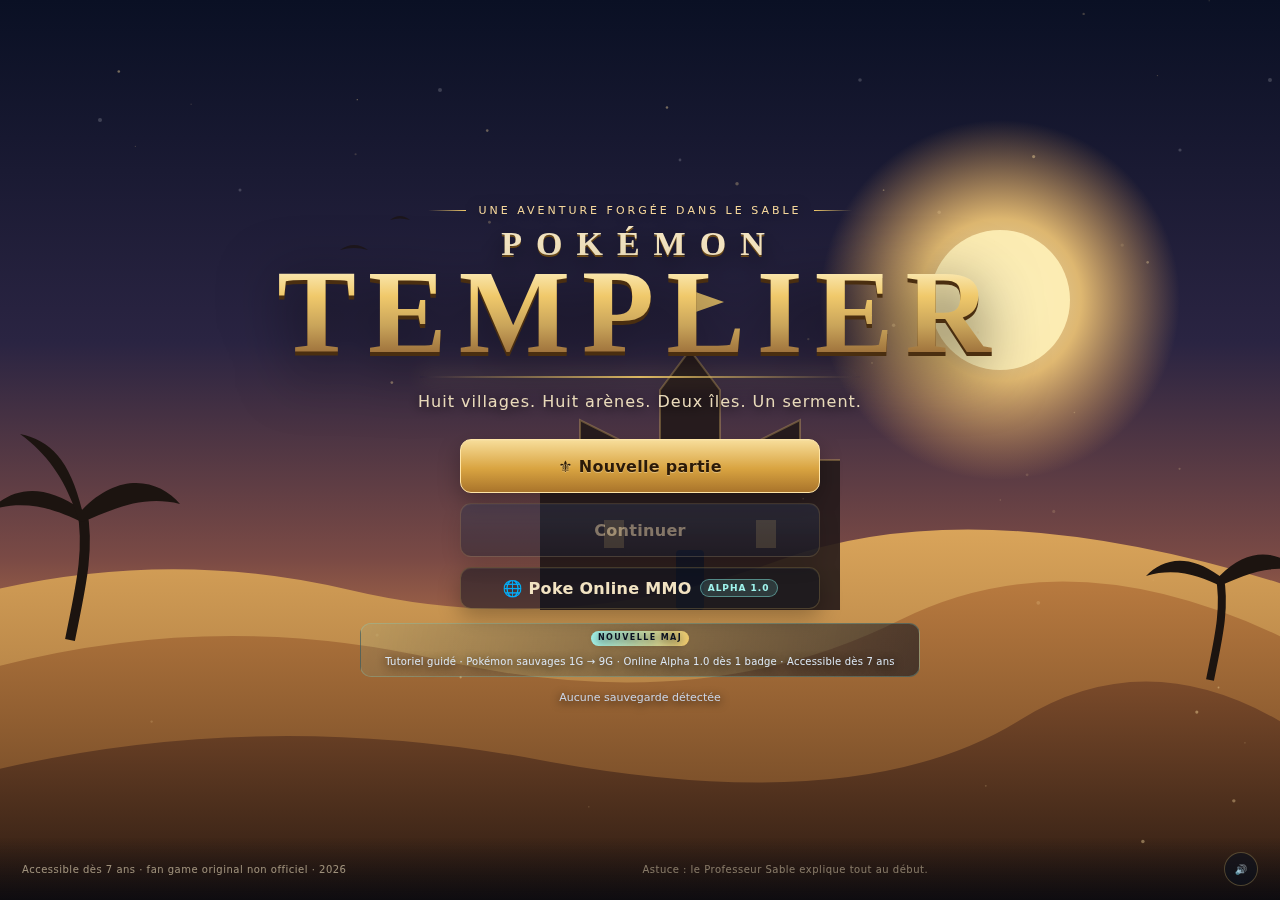 UNE AVENTURE FORGÉE DANS LE SABLE
POKÉMON
TEMPLIER
Huit villages. Huit arènes. Deux îles. Un serment.
⚜ Nouvelle partie
Continuer
🌐 Poke Online MMO ALPHA 1.0
NOUVELLE MAJ
Tutoriel guidé · Pokémon sauvages 1G → 9G · Online Alpha 1.0 dès 1 badge · Accessible dès 7 ans
Aucune sauvegarde détectée
Accessible dès 7 ans · fan game original non officiel · 2026
Astuce : le Professeur Sable explique tout au début.